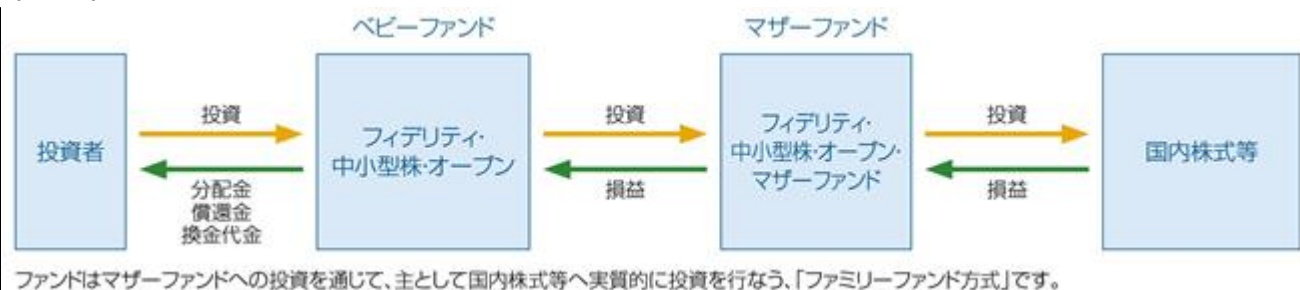 ベビーファンド
マザーファンド
投資者
投資
分配金
償還金
換金代金
フィデリティ・
中小型株・オープン
投資
損益
フィデリティ・
中小型株・オープン・
マザーファンド
投資
損益
国内株式等
ファンドはマザーファンドへの投資を通じて、主として国内株式等へ実質的に投資を行なう、「ファミリーファンド方式」です。